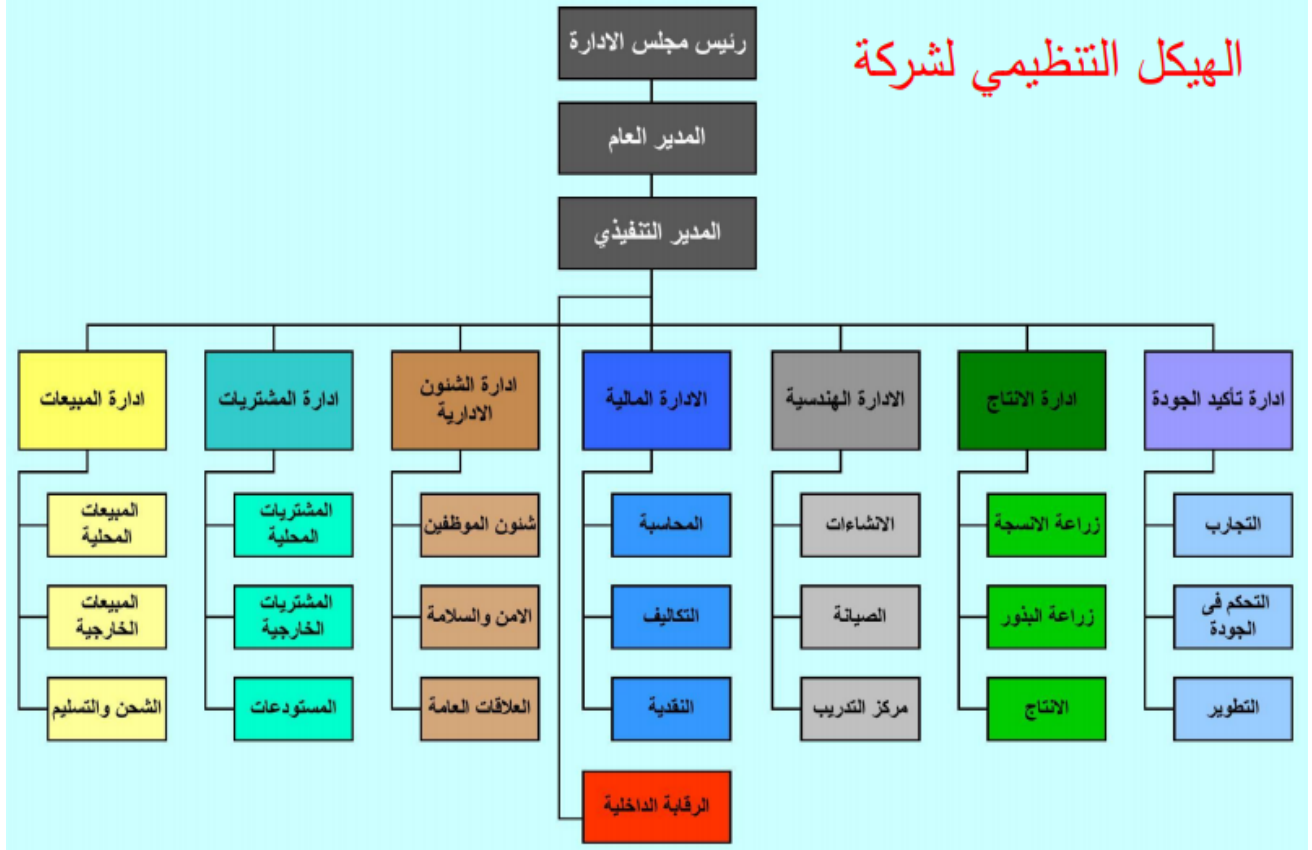 الهيكل التنظيمي لشركة
رئيس مجلس الادارة
المدير العام
المدير التنفيذي
ادارة تأكيد الجودة
ادارة الانتاج
الادارة الهندسية
الادارة المالية
ادارة الشئون
الادارية
ادارة المشتريات
ادارة المبيعات
التجارب
زراعة الانسجة
الانشاءات
المحاسبة
شئون الموظفين
المشتريات
المحلية
المبيعات
المحلية
التحكم فى
الجودة
زراعة البذور
الصيانة
التكاليف
الامن والسلامة
المشتريات
الخارجية
المبيعات
الخارجية
التطوير
الانتاج
مركز التدريب
النقدية
العلاقات العامة
المستودعات
الشحن والتسليم
الرقابة الداخلية